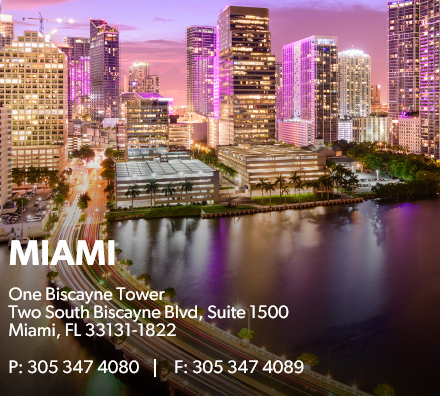 MIAMI
One Biscayne Tower
Two South Biscayne Blvd, Suite 1500
Miami, FL 33131-1822
P: 305 347 4080 | F: 305 347 4089